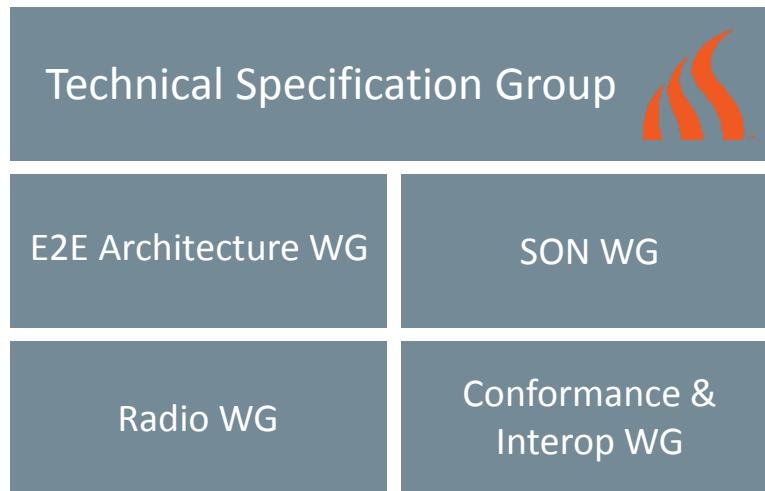 Technical Specification Group
E2E Architecture WG
SON WG
Radio WG
Conformance &
Interop WG